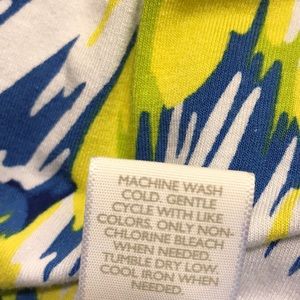 MACHINE WASH
COLD. GENTLE
CYCLE WITH LIKE
COLORS. ONLY NON-
CHLORINE BLEACH
WHEN NEEDED.
TUMBLE DRY LOW.
COOL IRON WHEN
NEEDED.